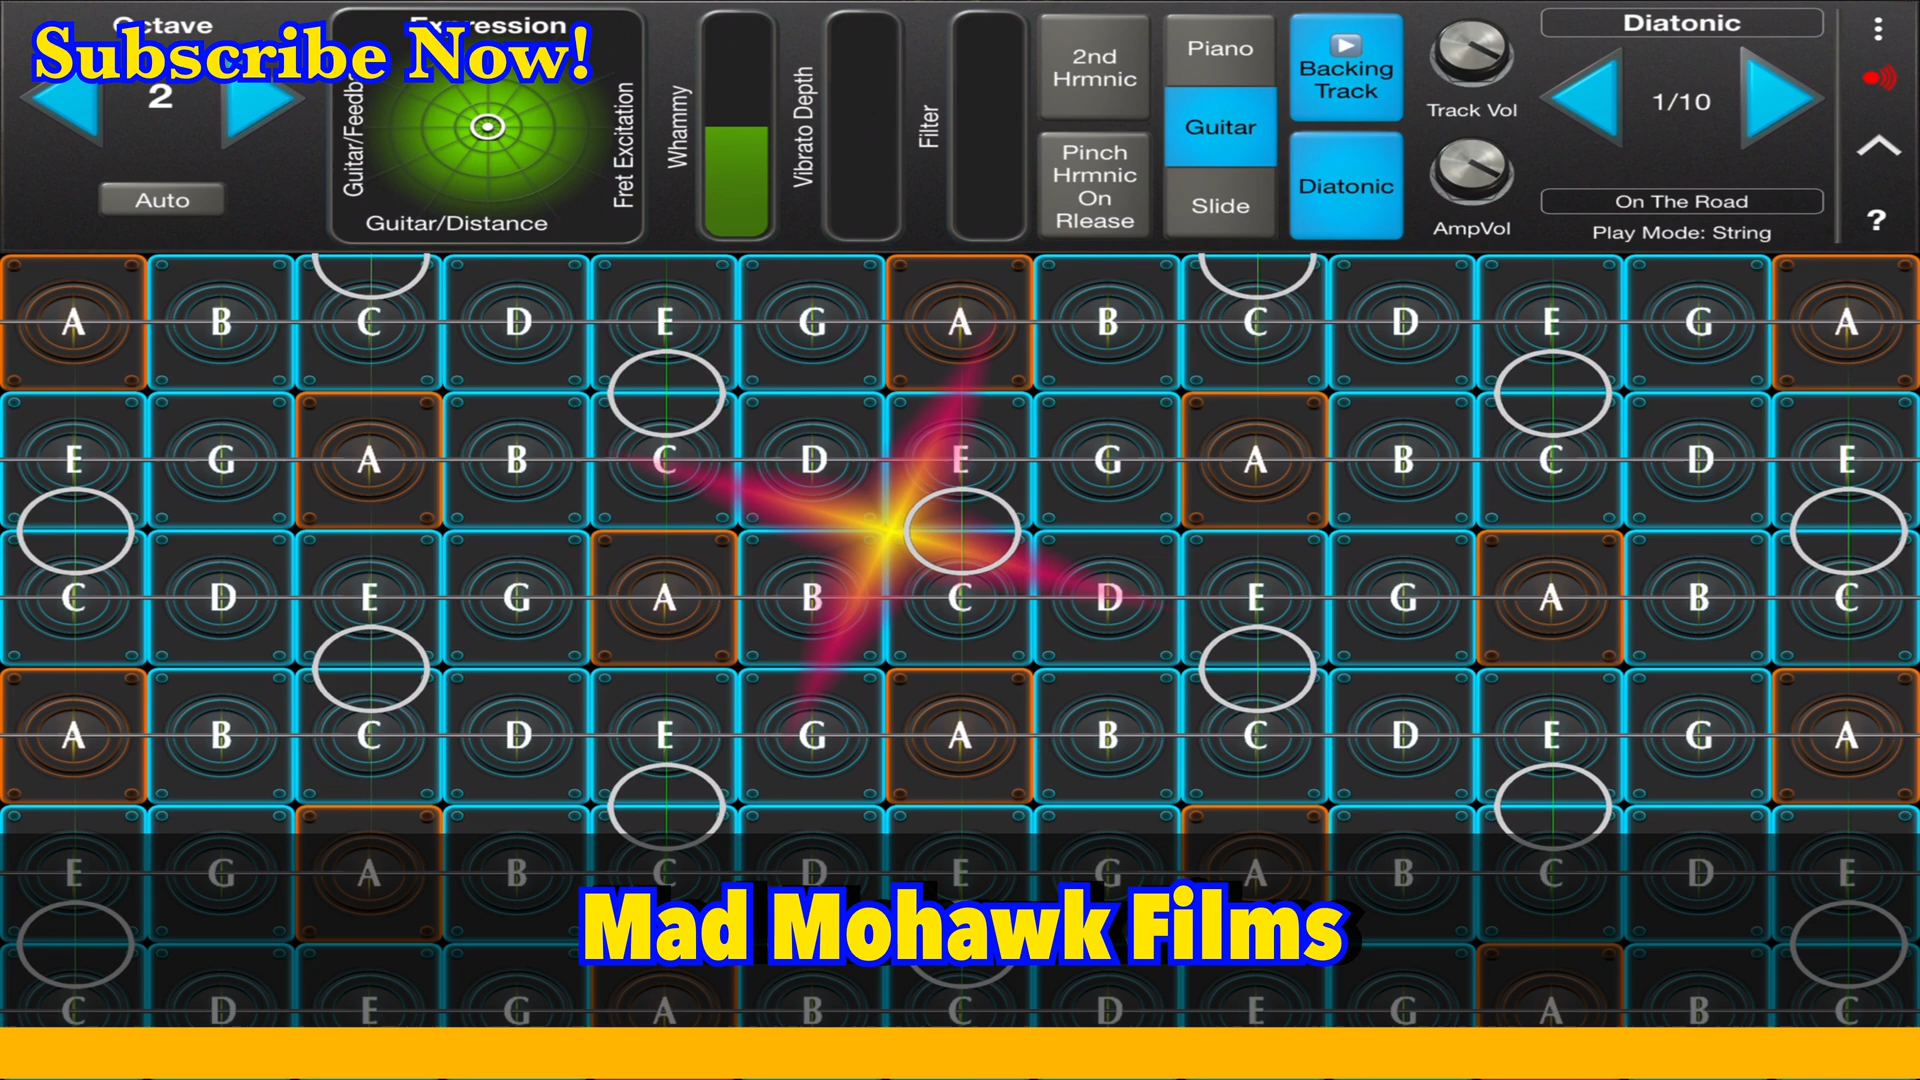 Octave
Subscribe Now!
2
Auto
Expression
Guitar/Feedb
Fret Excitation
Guitar/Distance
Whammy
Vibrato Depth
Filter
2nd
Hrmnic
Pinch
Hrmnic
On
Rlease
Piano
Guitar
Slide
Backing
Track
Diatonic
Track Vol
AmpVol
Diatonic
1/10
On The Road
Play Mode: String
?
A B C D E G A B C D E G A
E G A B C D E G A B C D E
C D E G A B C D E G A B C
A B C D E G A B C D E G A
E G A B C D E G A B C D E
Mad Mohawk Films
C D E G A B C D E G A B C